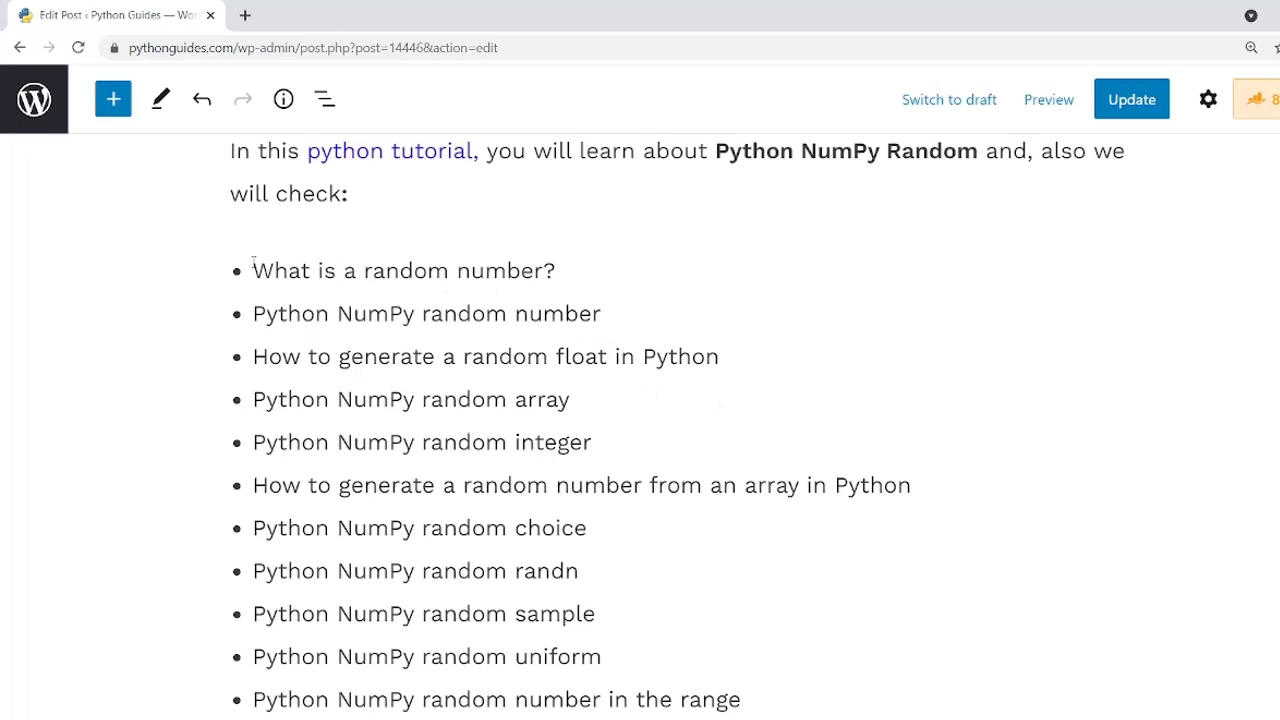 Edit Post ‹ Python Guides — Wor
pythonguides.com/wp-admin/post.php?post=14446&action=edit
Switch to draft
Preview
Update
8
In this python tutorial, you will learn about Python NumPy Random and, also we
will check:
• What is a random number?
• Python NumPy random number
• How to generate a random float in Python
• Python NumPy random array
• Python NumPy random integer
• How to generate a random number from an array in Python
• Python NumPy random choice
• Python NumPy random randn
• Python NumPy random sample
• Python NumPy random uniform
• Python NumPy random number in the range